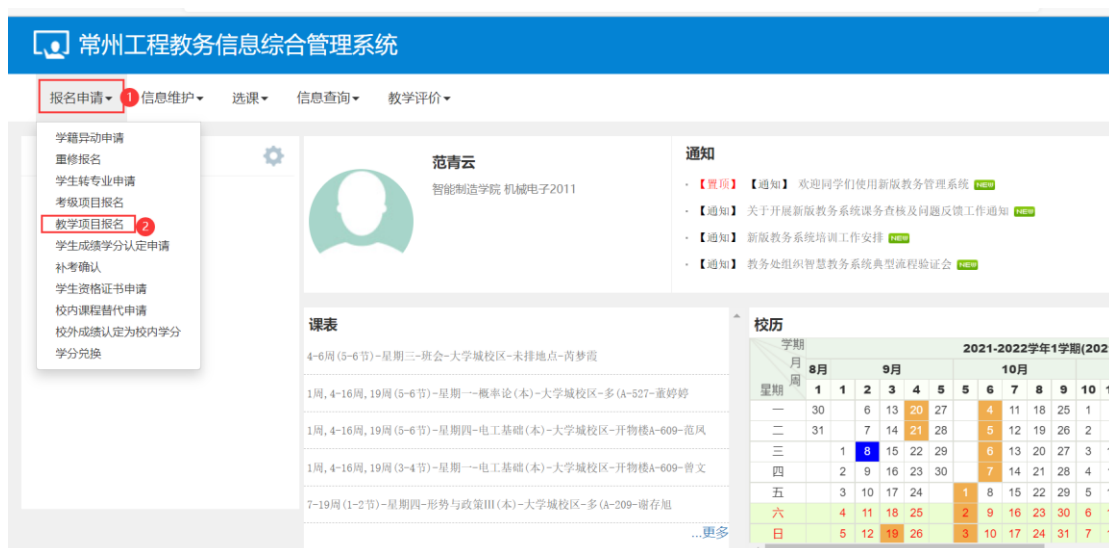 常州工程教务信息综合管理系统
报名申请 1 信息维护 选课 信息查询 教学评价
学籍异动申请
重修报名
学生转专业申请
考级项目报名
教学项目报名 2
学生成绩学分认定申请
补考确认
学生资格证书申请
校内课程替代申请
校外成绩认定为校内学分
学分兑换
范青云
智能制造学院 机械电子2011
通知
【置顶】【通知】 欢迎同学们使用新版教务管理系统 NEW
【通知】 关于开展新版教务系统课务查核及问题反馈工作通知 NEW
【通知】 新版教务系统培训工作安排 NEW
【通知】 教务处组织智慧教务系统典型流程验证会 NEW
课表
4-6周(5-6节)-星期三-班会-大学城校区-未排地点-芮梦霞
1周,4-16周,19周(5-6节)-星期一-概率论(本)-大学城校区-多(A-527-董婷婷
1周,4-16周,19周(5-6节)-星期四-电工基础(本)-大学城校区-开物楼A-609-范风
1周,4-16周,19周(3-4节)-星期一-电工基础(本)-大学城校区-开物楼A-609-曾文
7-19周(1-2节)-星期四-形势与政策III(本)-大学城校区-多(A-209-谢存旭
...更多
校历
学期 2021-2022学年1学期(202
月 8月 9月 10月
周
星期 1 1 2 3 4 5 5 6 7 8 9 10 1
一 30 6 13 20 27 4 11 18 25 1
二 31 7 14 21 28 5 12 19 26 2
三 1 8 15 22 29 6 13 20 27 3
四 2 9 16 23 30 7 14 21 28 4
五 3 10 17 24 1 8 15 22 29 5
六 4 11 18 25 2 9 16 23 30 6
日 5 12 19 26 3 10 17 24 31 7